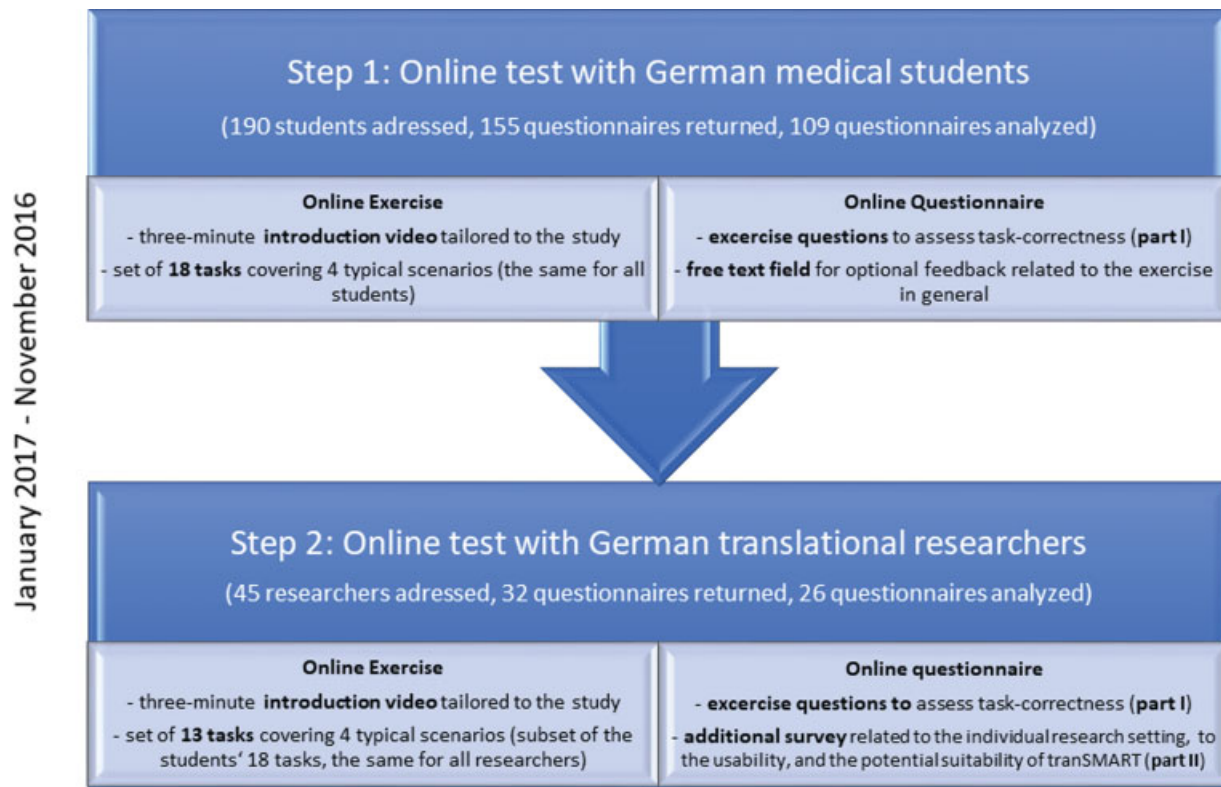 January 2017 - November 2016
Step 1: Online test with German medical students
(190 students adressed, 155 questionnaires returned, 109 questionnaires analyzed)
Online Exercise
- three-minute introduction video tailored to the study
- set of 18 tasks covering 4 typical scenarios (the same for all
students)
Online Questionnaire
- excercise questions to assess task-correctness (part I)
- free text field for optional feedback related to the exercise
in general
Step 2: Online test with German translational researchers
(45 researchers adressed, 32 questionnaires returned, 26 questionnaires analyzed)
Online Exercise
- three-minute introduction video tailored to the study
- set of 13 tasks covering 4 typical scenarios (subset of the
students‘ 18 tasks, the same for all researchers)
Online questionnaire
- excercise questions to assess task-correctness (part I)
- additional survey related to the individual research setting, to
the usability, and the potential suitability of tranSMART (part II)